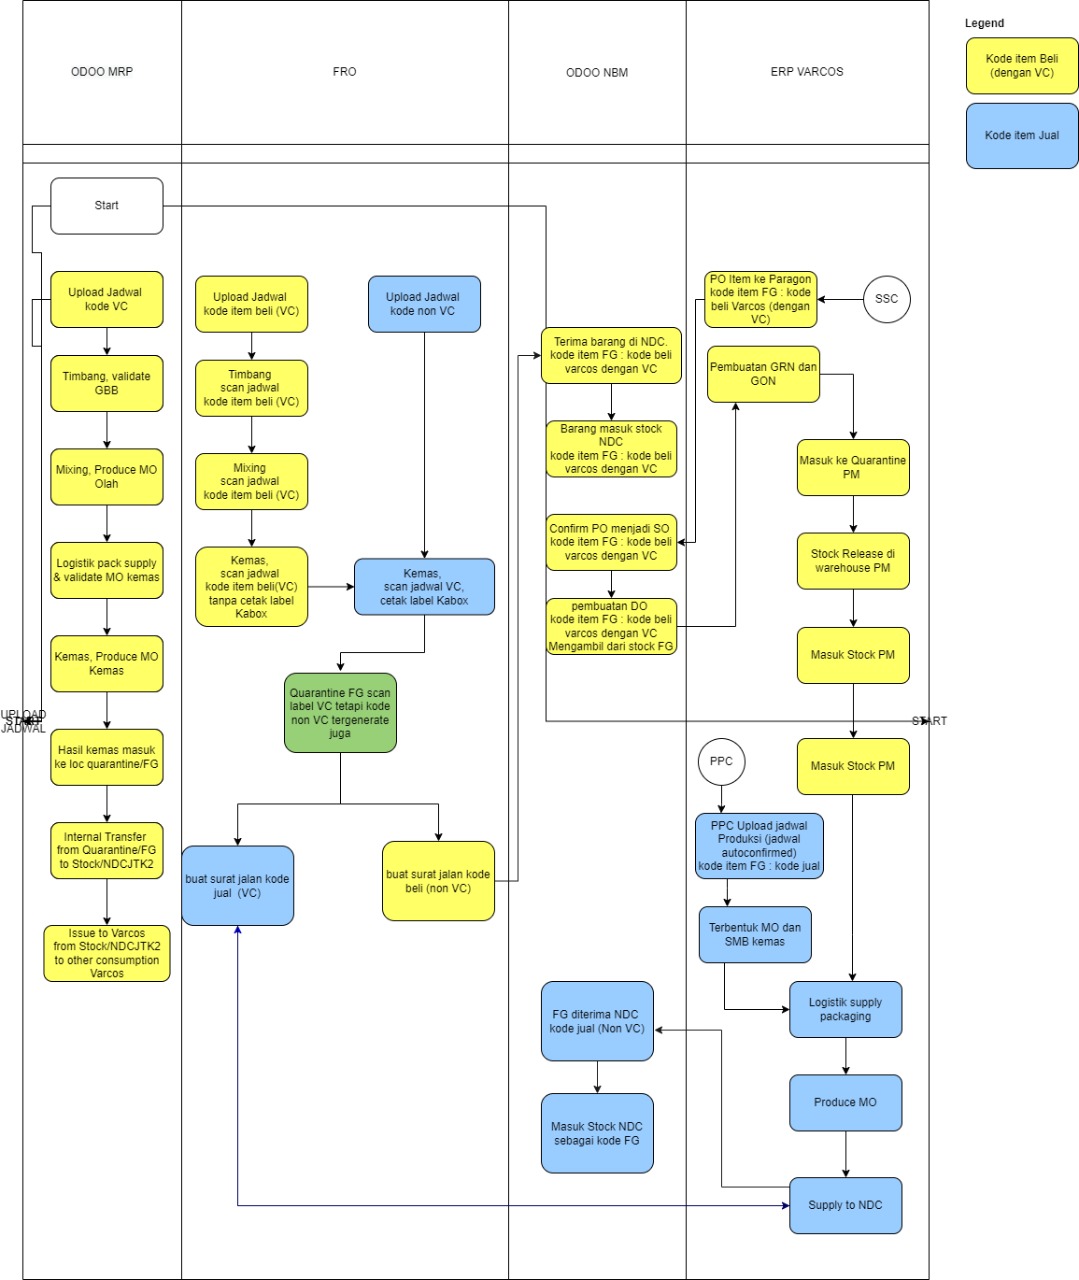 ODOO MRP
FRO
ODOO NBM
ERP VARCOS
Legend
Kode item Beli
(dengan VC)
Kode item Jual
Start
Upload Jadwal
kode VC
Timbang, validate
GBB
Mixing, Produce MO
Olah
Logistik pack supply
& validate MO kemas
Kemas, Produce MO
Kemas
Hasil kemas masuk
ke loc quarantine/FG
Internal Transfer
from Quarantine/FG
to Stock/NDCJTK2
Issue to Varcos
from Stock/NDCJTK2
to other consumption
Varcos
UPLOAD
JADWAL
Upload Jadwal
kode item beli (VC)
Timbang
scan jadwal
kode item beli (VC)
Mixing
scan jadwal
kode item beli (VC)
Kemas,
scan jadwal
kode item beli(VC)
tanpa cetak label
Kabox
Upload Jadwal
kode non VC
Kemas,
scan jadwal VC,
cetak label Kabox
Quarantine FG scan
label VC tetapi kode
non VC tergenerate
juga
buat surat jalan kode
jual  (VC)
buat surat jalan kode
beli (non VC)
Terima barang di NDC.
kode item FG : kode beli
varcos dengan VC
Barang masuk stock
NDC
kode item FG : kode beli
varcos dengan VC
Confirm PO menjadi SO
kode item FG : kode beli
varcos dengan VC
pembuatan DO
kode item FG : kode beli
varcos dengan VC
Mengambil dari stock FG
FG diterima NDC
kode jual (Non VC)
Masuk Stock NDC
sebagai kode FG
PO Item ke Paragon
kode item FG : kode
beli Varcos (dengan
VC)
SSC
Pembuatan GRN dan
GON
Masuk ke Quarantine
PM
Stock Release di
warehouse PM
Masuk Stock PM
START
Masuk Stock PM
PPC
PPC Upload jadwal
Produksi (jadwal
autoconfirmed)
kode item FG : kode jual
Terbentuk MO dan
SMB kemas
Logistik supply
packaging
Produce MO
Supply to NDC